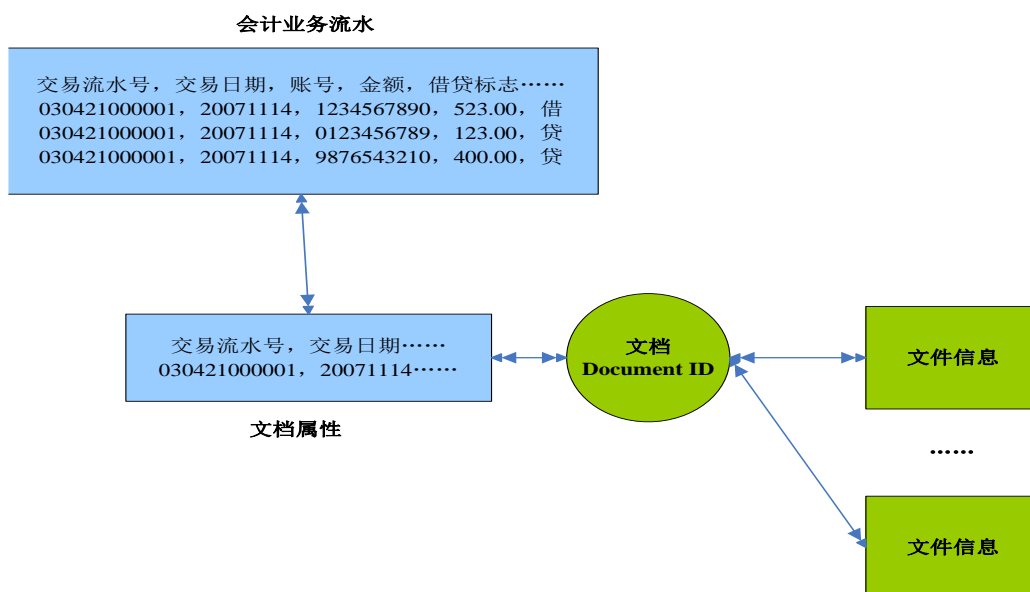 会计业务流水
交易流水号，交易日期，账号，金额，借贷标志……
030421000001，20071114，1234567890，523.00，借
030421000001，20071114，0123456789，123.00，贷
030421000001，20071114，9876543210，400.00，贷
交易流水号，交易日期……
030421000001，20071114……
文档属性
文档
Document ID
文件信息
……
文件信息